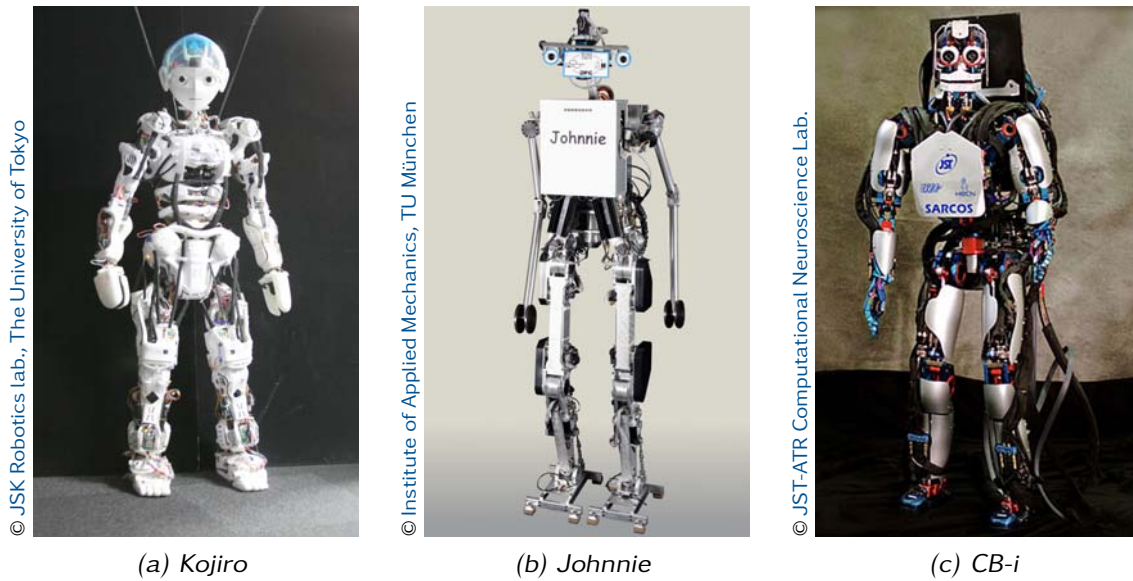 © JSK Robotics lab., The University of Tokyo
© Institute of Applied Mechanics, TU München
Johnnie
© JST-ATR Computational Neuroscience Lab.
JST
SARCOS
(a) Kojiro
(b) Johnnie
(c) CB-i